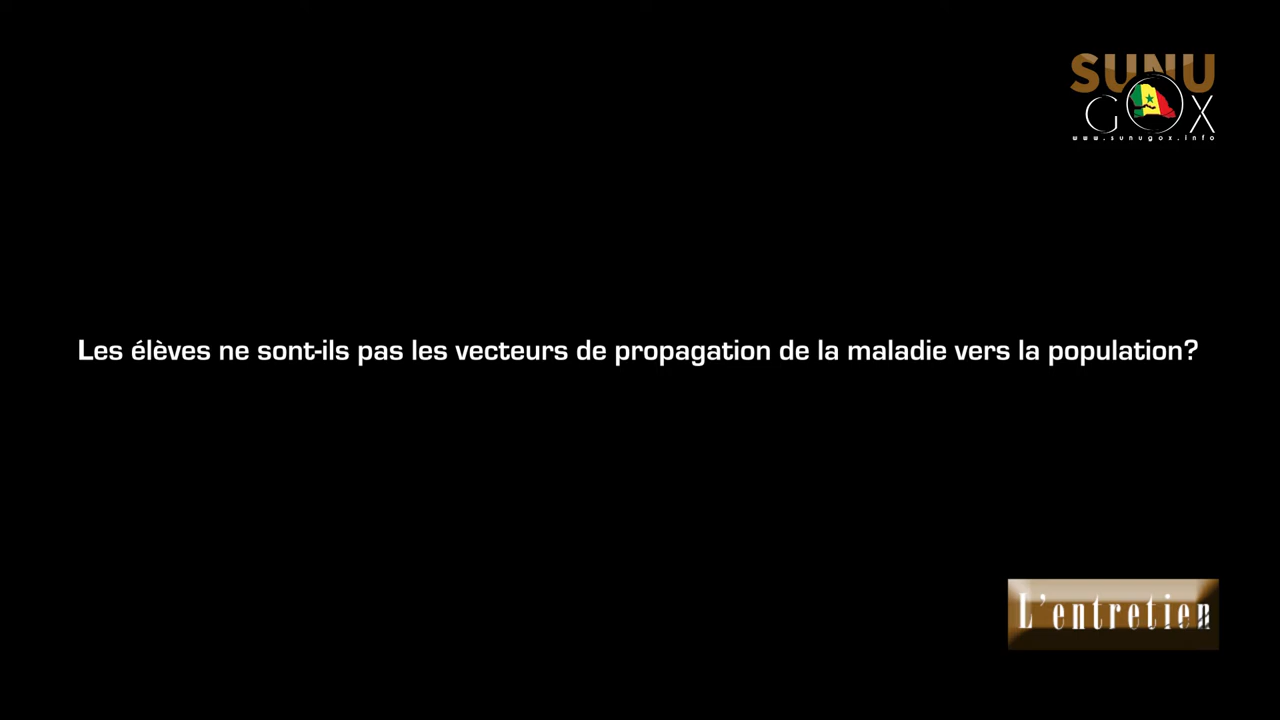 SUNU
GOX
www.sunugox.info
Les élèves ne sont-ils pas les vecteurs de propagation de la maladie vers la population?
L'entretien